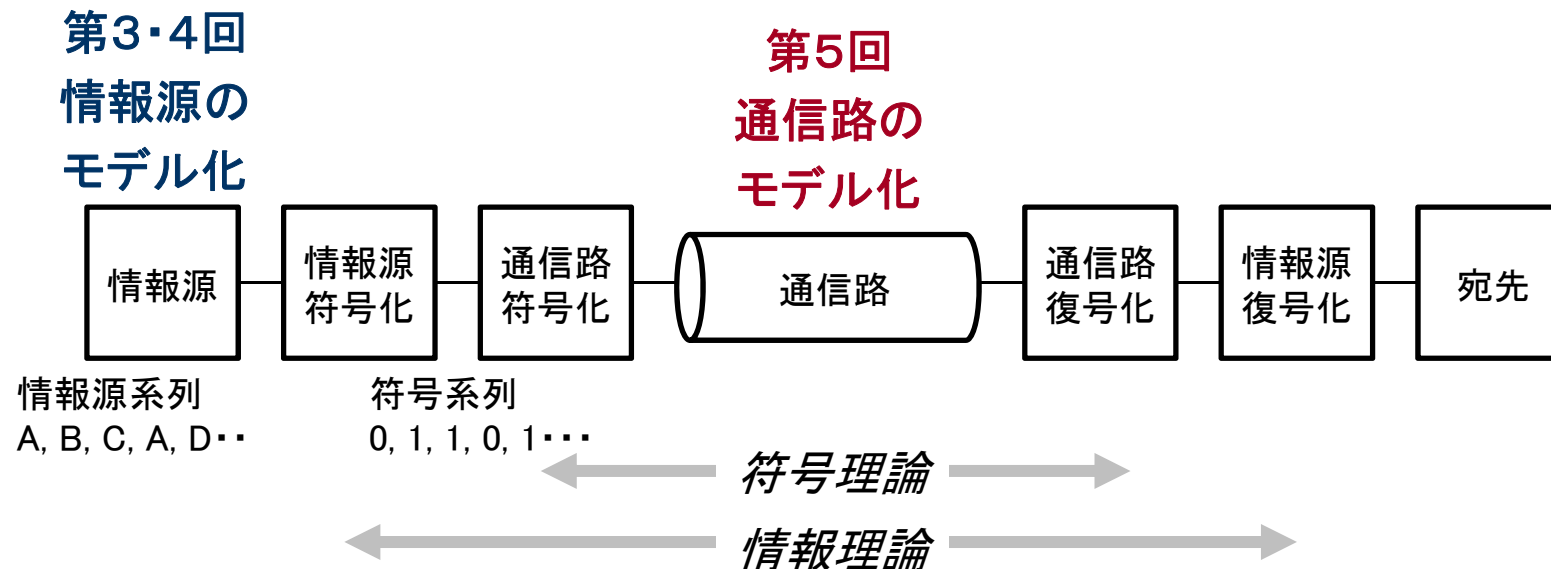 第3・4回
情報源の
モデル化
第5回
通信路の
モデル化
情報源
情報源
符号化
通信路
符号化
通信路
通信路
復号化
情報源
復号化
宛先
情報源系列
A, B, C, A, D・・
符号系列
0, 1, 1, 0, 1・・・
符号理論
情報理論